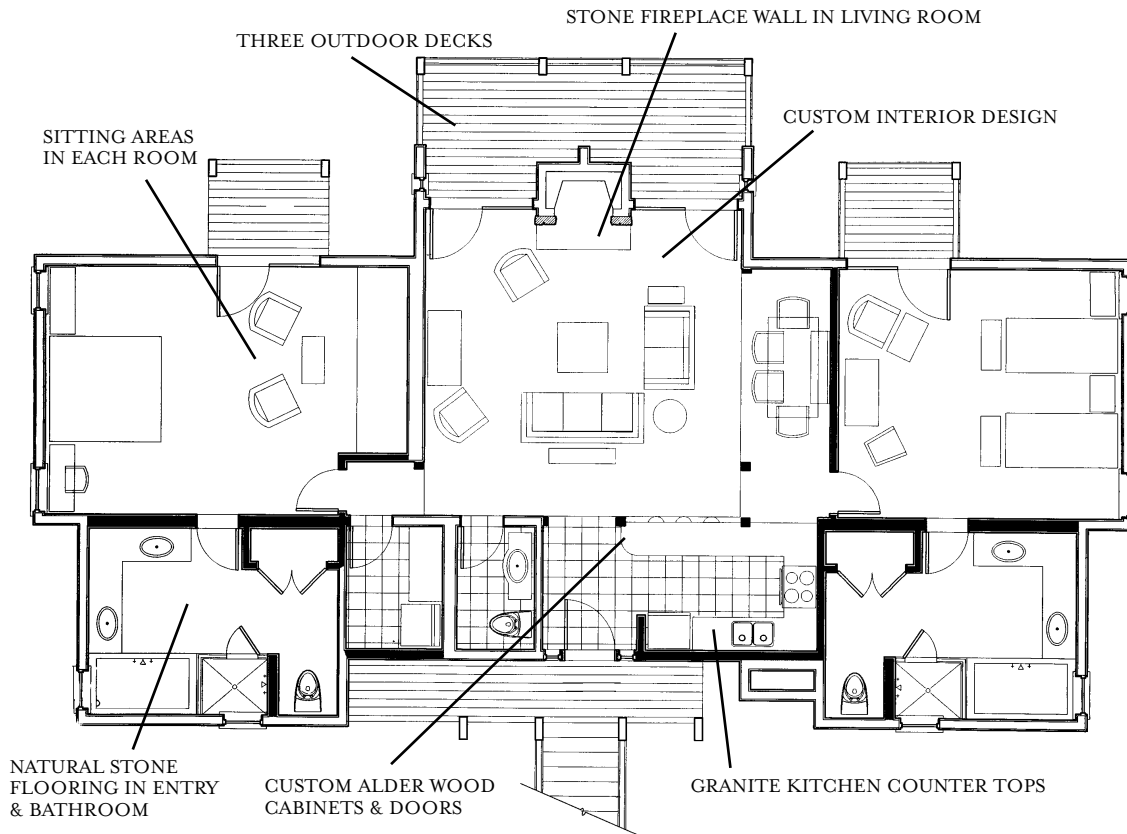 STONE FIREPLACE WALL IN LIVING ROOM
THREE OUTDOOR DECKS
CUSTOM INTERIOR DESIGN
SITTING AREAS
IN EACH ROOM
NATURAL STONE
FLOORING IN ENTRY
& BATHROOM
CUSTOM ALDER WOOD
CABINETS & DOORS
GRANITE KITCHEN COUNTER TOPS